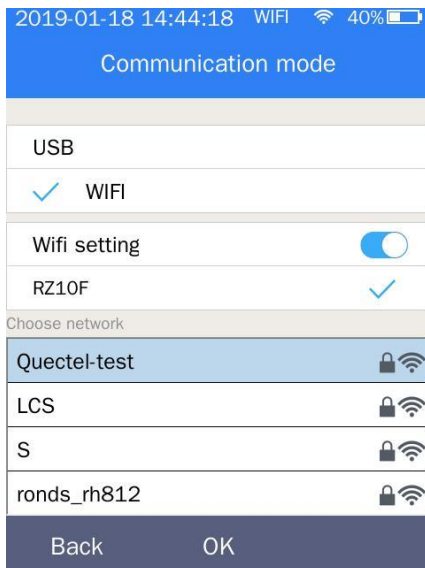 2019-01-18 14:44:18 WIFI 40%
Communication mode
USB
WIFI
Wifi setting
RZ10F
Choose network
Quectel-test
LCS
S
ronds_rh812
Back OK